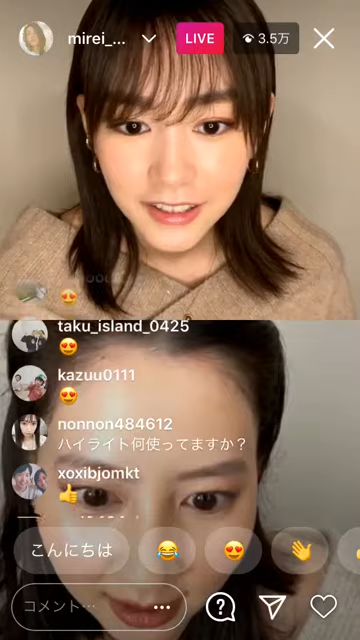 mirei_...
LIVE
3.5万
taku_island_0425
😍
kazuu0111
😍
nonnon484612
ハイライト何使ってますか？
xoxibjomkt
👍
こんにちは
コメント…